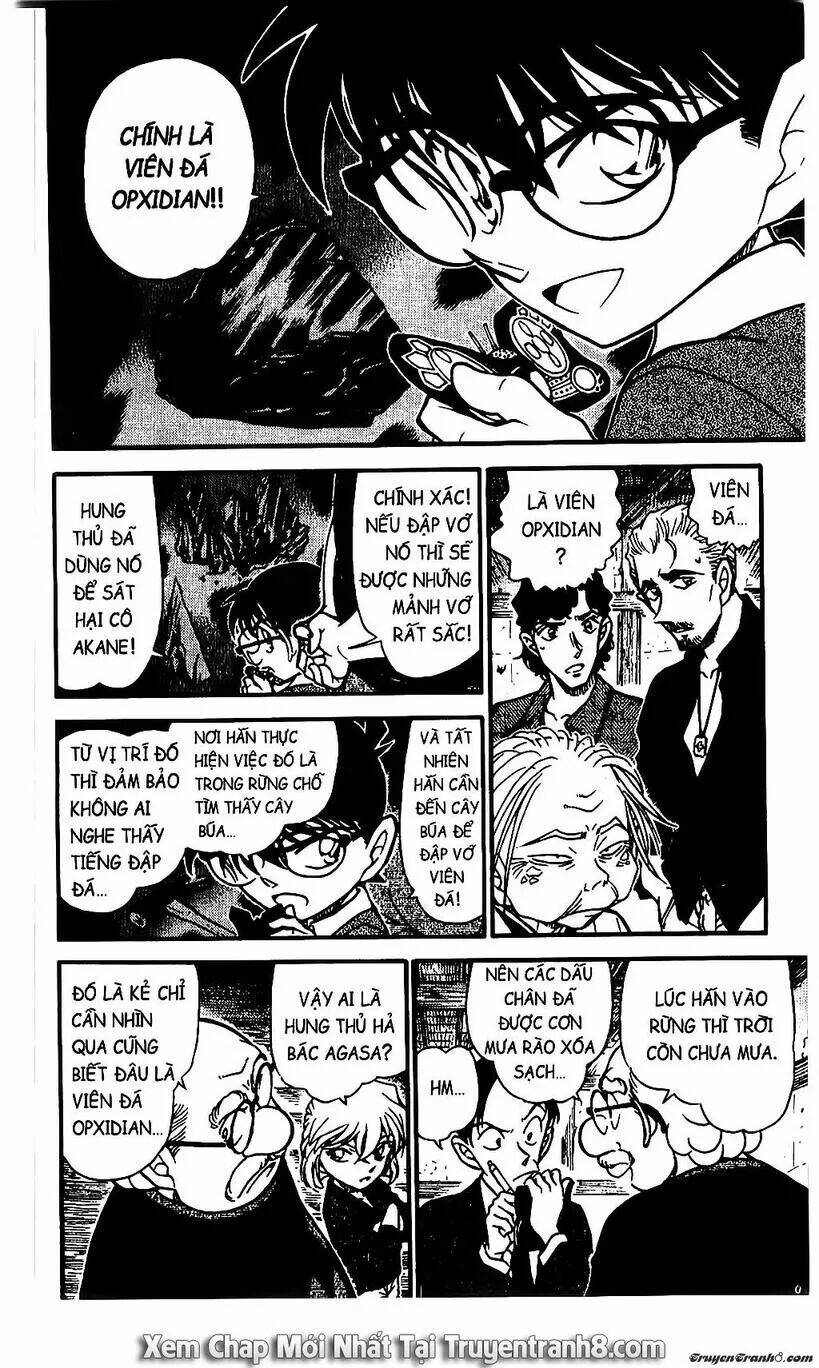 CHÍNH LÀ
VIÊN ĐÁ
OPXIDIAN!!
VIÊN
ĐÁ...
LÀ VIÊN
OPXIDIAN
?
CHÍNH XÁC!
NẾU ĐẬP VỠ
NÓ THÌ SẼ
ĐƯỢC NHỮNG
MẢNH VỠ
RẤT SẮC!
HUNG
THỦ ĐÃ
DÙNG NÓ
ĐỂ SÁT
HẠI CÔ
AKANE!
VÀ TẤT
NHIÊN
HẮN CẦN
ĐẾN CÂY
BÚA ĐỂ
ĐẬP VỠ
VIÊN
ĐÁ!
NƠI HẮN THỰC
HIỆN VIỆC ĐÓ LÀ
TRONG RỪNG CHỖ
TÌM THẤY CÂY
BÚA...
TỪ VỊ TRÍ ĐÓ
THÌ ĐẢM BẢO
KHÔNG AI
NGHE THẤY
TIẾNG ĐẬP
ĐÁ...
LÚC HẮN VÀO
RỪNG THÌ TRỜI
CÒN CHƯA MƯA.
NÊN CÁC DẤU
CHÂN ĐÃ
ĐƯỢC CƠN
MƯA RÀO XÓA
SẠCH...
HM...
VẬY AI LÀ
HUNG THỦ HẢ
BÁC AGASA?
ĐÓ LÀ KẺ CHỈ
CẦN NHÌN
QUA CŨNG
BIẾT ĐÂU LÀ
VIÊN ĐÁ
OPXIDIAN...
Xem Chap Mới Nhất Tại Truyentranh8.com
TruyenTranh8.com